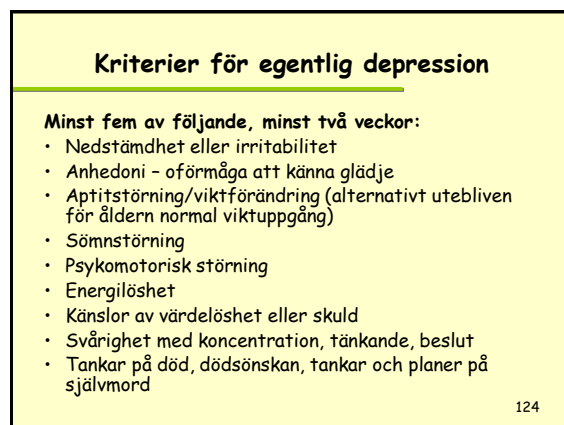 Kriterier för egentlig depression
Minst fem av följande, minst två veckor:
• Nedstämdhet eller irritabilitet
• Anhedoni – oförmåga att känna glädje
• Aptitstörning/viktförändring (alternativt utebliven
för åldern normal viktuppgång)
• Sömnstörning
• Psykomotorisk störning
• Energilöshet
• Känslor av värdelöshet eller skuld
• Svårighet med koncentration, tänkande, beslut
• Tankar på död, dödsönskan, tankar och planer på
självmord
124